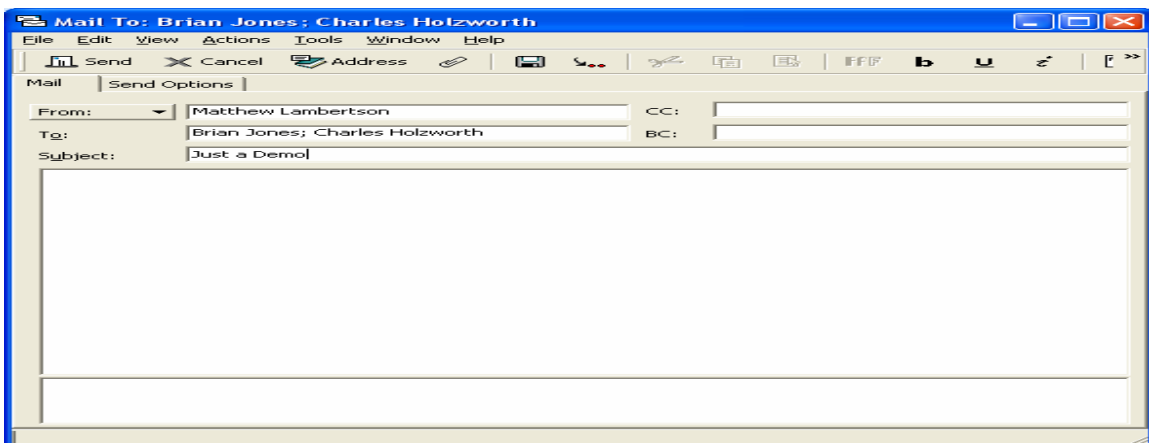 Mail To: Brian Jones; Charles Holzworth
File Edit View Actions Tools Window Help
Send Cancel Address FFF b u i
Mail Send Options
From: Matthew Lambertson CC:
To: Brian Jones; Charles Holzworth BC:
Subject: Just a Demo